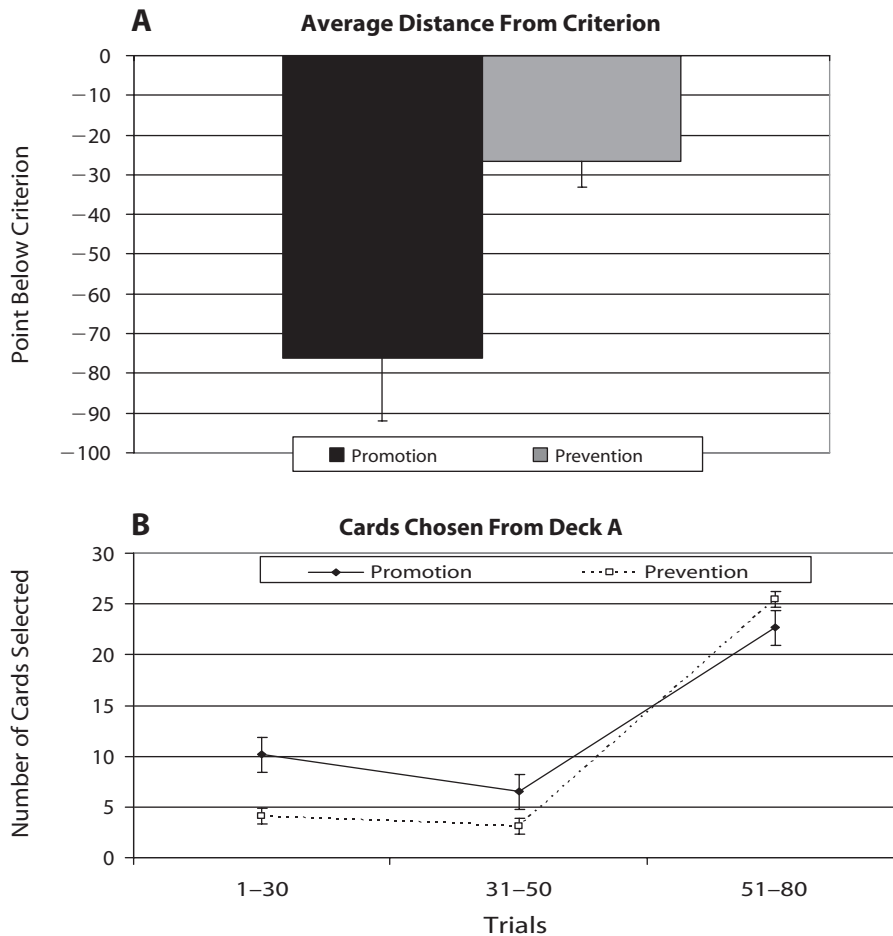 A
Average Distance From Criterion
0
−10
−20
−30
−40
−50
−60
−70
−80
−90
−100
Point Below Criterion
Promotion Prevention
B
Cards Chosen From Deck A
30
25
20
15
10
5
0
Number of Cards Selected
Promotion Prevention
1–30 31–50 51–80
Trials